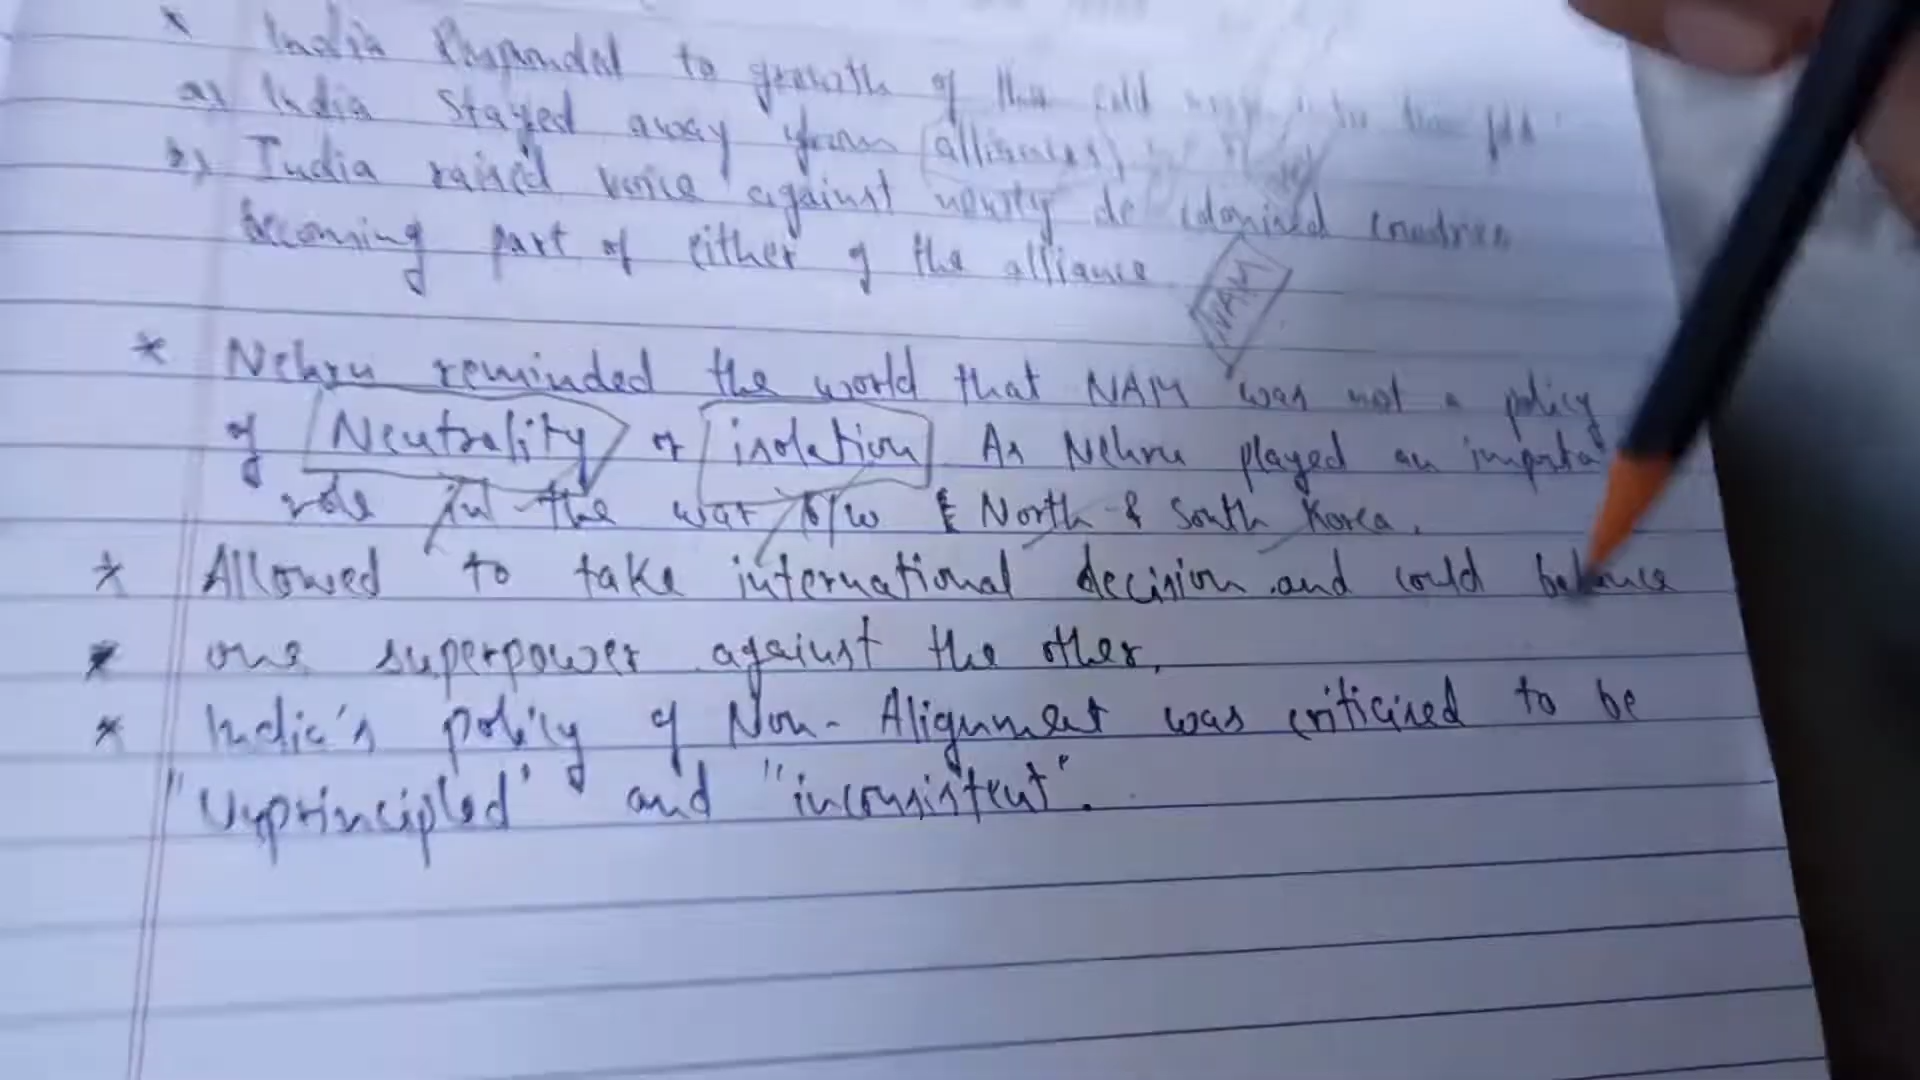 * India Responded to growth of this cold
a) India stayed away from alliances
b) India raised voice against newly de colonised countries
becoming part of either of the alliance
NAM
* Nehru reminded the world that NAM was not a policy
of Neutrality or isolation As Nehru played an importa
role in the war b/w North & South Korea.
* Allowed to take international decision and could balance
* one superpower against the other.
* India's policy of Non-Alignment was criticised to be
"Unprincipled" and "inconsistent".